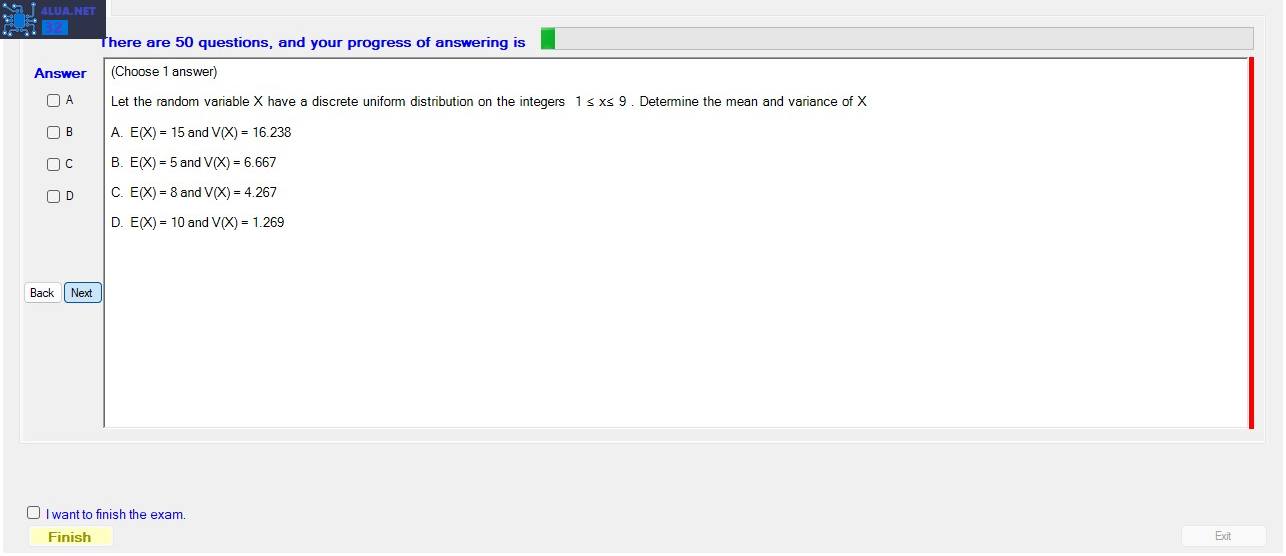 4LUA.NET
32
There are 50 questions, and your progress of answering is
Answer
(Choose 1 answer)
A
Let the random variable X have a discrete uniform distribution on the integers 1 ≤ x≤ 9 . Determine the mean and variance of X
B
A. E(X) = 15 and V(X) = 16.238
C
B. E(X) = 5 and V(X) = 6.667
D
C. E(X) = 8 and V(X) = 4.267
D. E(X) = 10 and V(X) = 1.269
Back Next
I want to finish the exam.
Finish
Exit